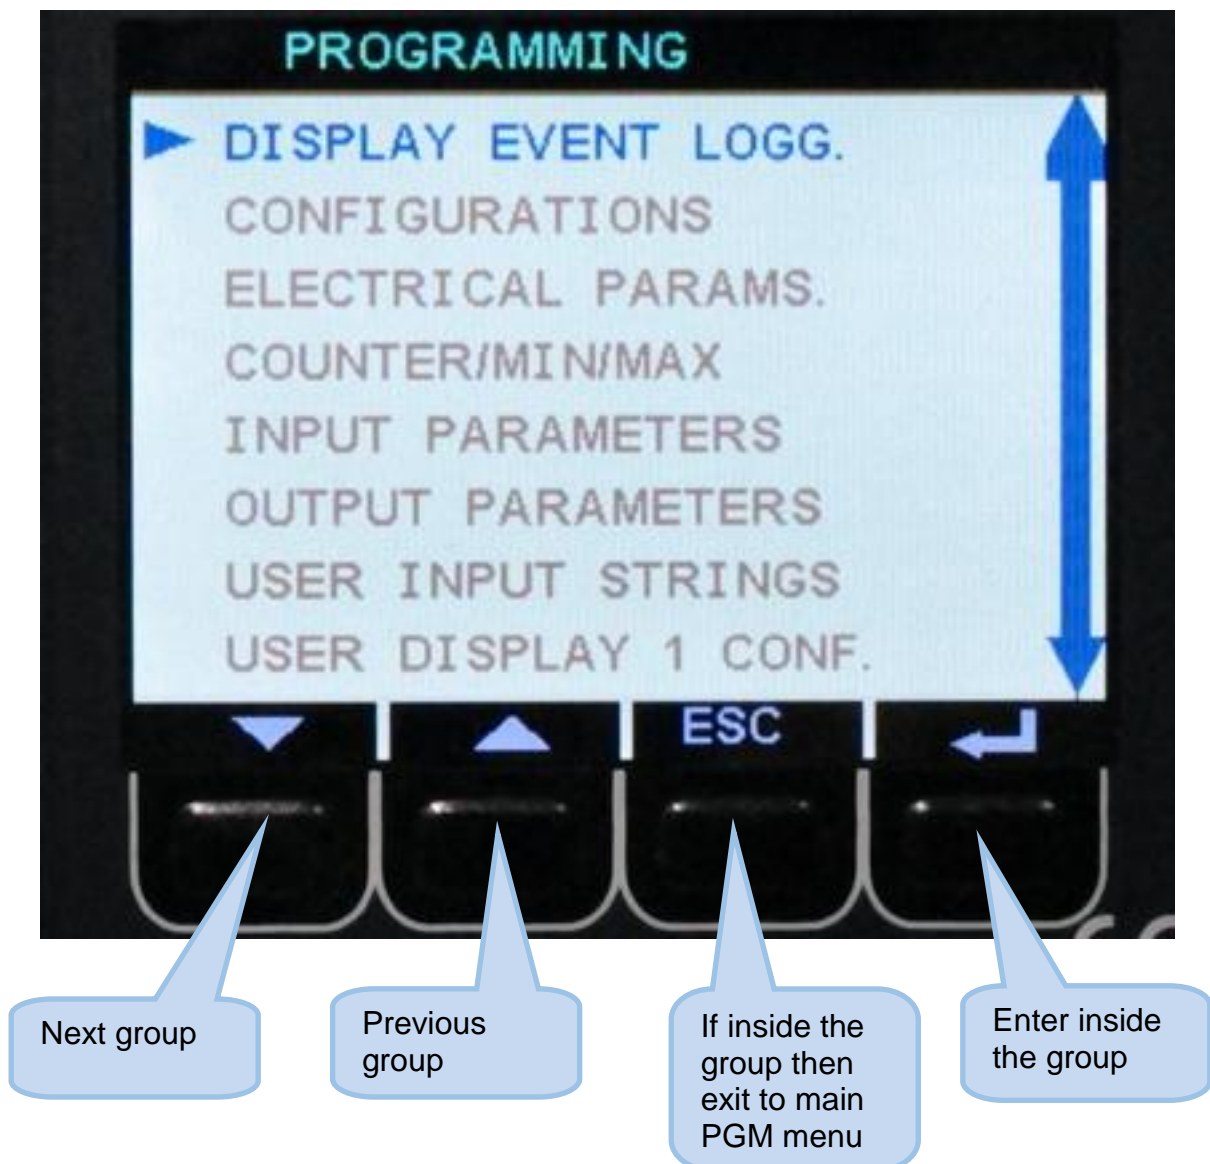 PROGRAMMING
DISPLAY EVENT LOGG.
CONFIGURATIONS
ELECTRICAL PARAMS.
COUNTER/MIN/MAX
INPUT PARAMETERS
OUTPUT PARAMETERS
USER INPUT STRINGS
USER DISPLAY 1 CONF.
ESC
Next group
Previous
group
If inside the
group then
exit to main
PGM menu
Enter inside
the group